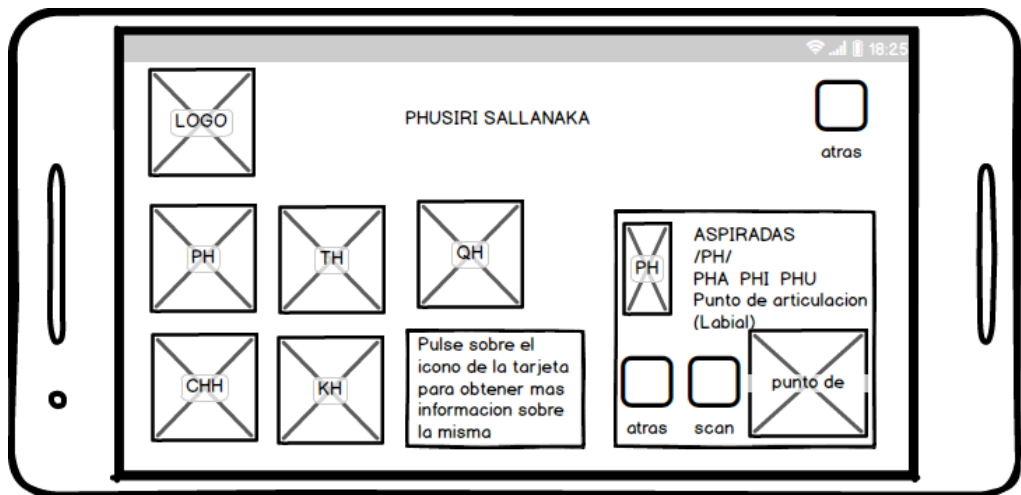 18:25
LOGO
PHUSIRI SALLANAKA
atras
PH
TH
QH
CHH
KH
Pulse sobre el
icono de la tarjeta
para obtener mas
informacion sobre
la misma
PH
ASPIRADAS
/PH/
PHA PHI PHU
Punto de articulacion
(Labial)
atras
scan
punto de